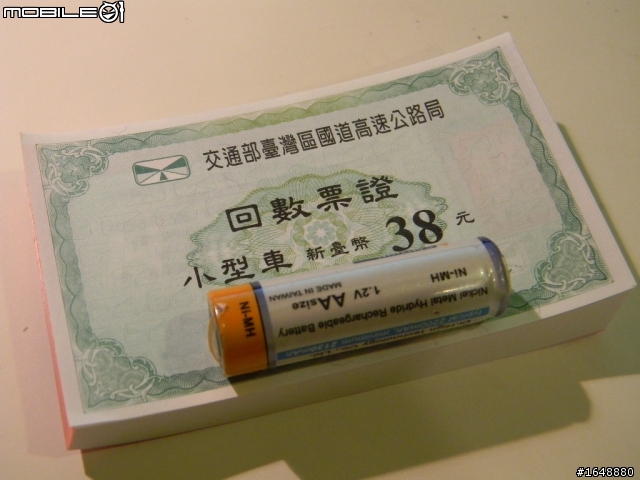 MOBILE01
交通部臺灣區國道高速公路局
回數票證
小型車 新臺幣 38 元
NI-MH
Nickel Metal Hydride Rechargeable Battery
1.2V AA size
MADE IN TAIWAN
NI-MH
#1648880